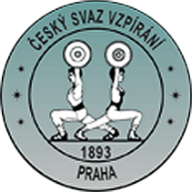 ČESKÝ SVAZ VZPÍRÁNÍ
1893
PRAHA